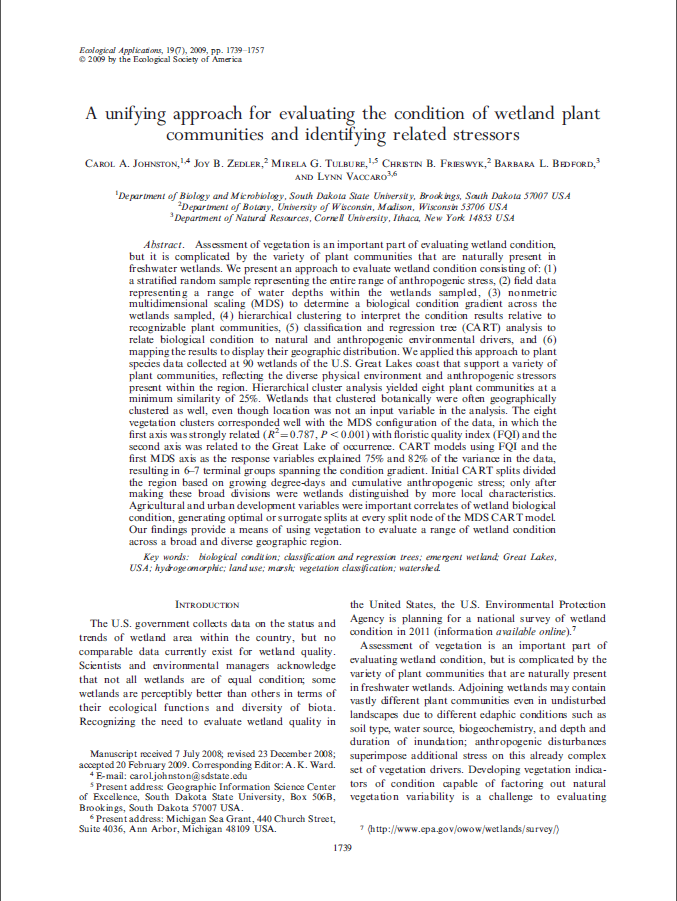 Ecological Applications, 19(7), 2009, pp. 1739–1757
© 2009 by the Ecological Society of America
A unifying approach for evaluating the condition of wetland plant
communities and identifying related stressors
Carol A. Johnston,1,4 Joy B. Zedler,2 Mirela G. Tulbure,1,5 Christin B. Frieswyk,2 Barbara L. Bedford,3
and Lynn Vaccaro3,6
1Department of Biology and Microbiology, South Dakota State University, Brookings, South Dakota 57007 USA
2Department of Botany, University of Wisconsin, Madison, Wisconsin 53706 USA
3Department of Natural Resources, Cornell University, Ithaca, New York 14853 USA
Abstract. Assessment of vegetation is an important part of evaluating wetland condition,
but it is complicated by the variety of plant communities that are naturally present in
freshwater wetlands. We present an approach to evaluate wetland condition consisting of: (1)
a stratified random sample representing the entire range of anthropogenic stress, (2) field data
representing a range of water depths within the wetlands sampled, (3) nonmetric
multidimensional scaling (MDS) to determine a biological condition gradient across the
wetlands sampled, (4) hierarchical clustering to interpret the condition results relative to
recognizable plant communities, (5) classification and regression tree (CART) analysis to
relate biological condition to natural and anthropogenic environmental drivers, and (6)
mapping the results to display their geographic distribution. We applied this approach to plant
species data collected at 90 wetlands of the U.S. Great Lakes coast that support a variety of
plant communities, reflecting the diverse physical environment and anthropogenic stressors
present within the region. Hierarchical cluster analysis yielded eight plant communities at a
minimum similarity of 25%. Wetlands that clustered botanically were often geographically
clustered as well, even though location was not an input variable in the analysis. The eight
vegetation clusters corresponded well with the MDS configuration of the data, in which the
first axis was strongly related (R2 = 0.787, P < 0.001) with floristic quality index (FQI) and the
second axis was related to the Great Lake of occurrence. CART models using FQI and the
first MDS axis as the response variables explained 75% and 82% of the variance in the data,
resulting in 6–7 terminal groups spanning the condition gradient. Initial CART splits divided
the region based on growing degree-days and cumulative anthropogenic stress; only after
making these broad divisions were wetlands distinguished by more local characteristics.
Agricultural and urban development variables were important correlates of wetland biological
condition, generating optimal or surrogate splits at every split node of the MDS CART model.
Our findings provide a means of using vegetation to evaluate a range of wetland condition
across a broad and diverse geographic region.
Key words: biological condition; classification and regression trees; emergent wetland; Great Lakes,
USA; hydrogeomorphic; land use; marsh; vegetation classification; watershed.
Introduction
The U.S. government collects data on the status and
trends of wetland area within the country, but no
comparable data currently exist for wetland quality.
Scientists and environmental managers acknowledge
that not all wetlands are of equal condition; some
wetlands are perceptibly better than others in terms of
their ecological functions and diversity of biota.
Recognizing the need to evaluate wetland quality in
Manuscript received 7 July 2008; revised 23 December 2008;
accepted 20 February 2009. Corresponding Editor: A. K. Ward.
4 E-mail: carol.johnston@sdstate.edu
5 Present address: Geographic Information Science Center
of Excellence, South Dakota State University, Box 506B,
Brookings, South Dakota 57007 USA.
6 Present address: Michigan Sea Grant, 440 Church Street,
Suite 4036, Ann Arbor, Michigan 48109 USA.
the United States, the U.S. Environmental Protection
Agency is planning for a national survey of wetland
condition in 2011 (information available online).7
Assessment of vegetation is an important part of
evaluating wetland condition, but is complicated by the
variety of plant communities that are naturally present
in freshwater wetlands. Adjoining wetlands may contain
vastly different plant communities even in undisturbed
landscapes due to different edaphic conditions such as
soil type, water source, biogeochemistry, and depth and
duration of inundation; anthropogenic disturbances
superimpose additional stress on this already complex
set of vegetation drivers. Developing vegetation indica-
tors of condition capable of factoring out natural
vegetation variability is a challenge to evaluating
7 ⟨http://www.epa.gov/owow/wetlands/survey/⟩
1739